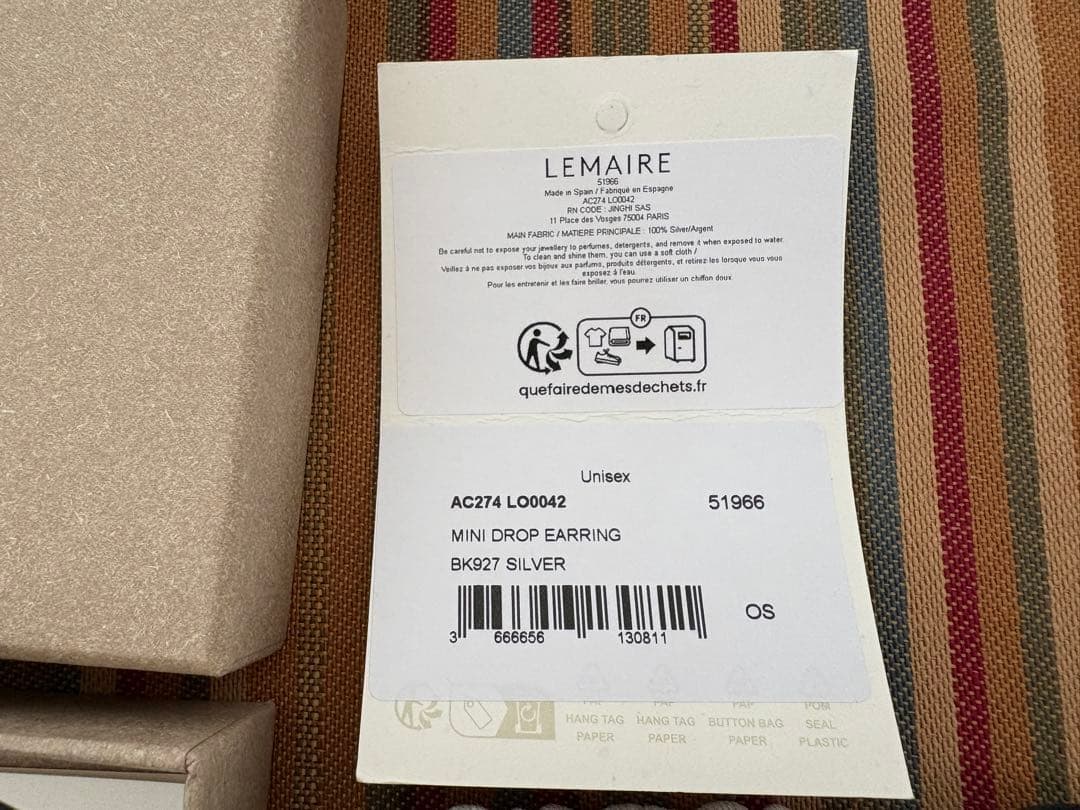 LEMAIRE
51966
Made in Spain / Fabriqué en Espagne
AC274 LO0042
RN CODE : JINGHI SAS
11 Place des Vosges 75004 PARIS
MAIN FABRIC / MATIERE PRINCIPALE : 100% Silver/Argent
Be careful not to expose your jewellery to perfumes, detergents, and remove it when exposed to water.
To clean and shine them, you can use a soft cloth /
Veillez à ne pas exposer vos bijoux aux parfums, produits détergents, et retirez les lorsque vous vous
exposez à l'eau.
Pour les entretenir et les faire briller, vous pourrez utiliser un chiffon doux.
FR
quefairedemesdechets.fr
Unisex
AC274 LO0042 51966
MINI DROP EARRING
BK927 SILVER
OS
3 666656 130811
PAP PAP POM
HANG TAG HANG TAG BUTTON BAG SEAL
PAPER PAPER PAPER PLASTIC